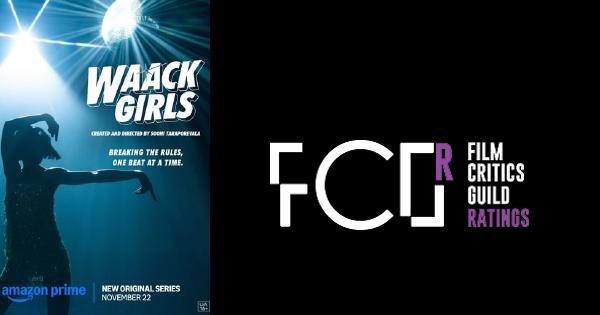 WAACK
GIRLS
CREATED AND DIRECTED BY SOONI TARAPOREVALA
BREAKING THE RULES,
ONE BEAT AT A TIME.
amazon prime
NEW ORIGINAL SERIES
NOVEMBER 22
FCG R
FILM
CRITICS
GUILD
RATINGS